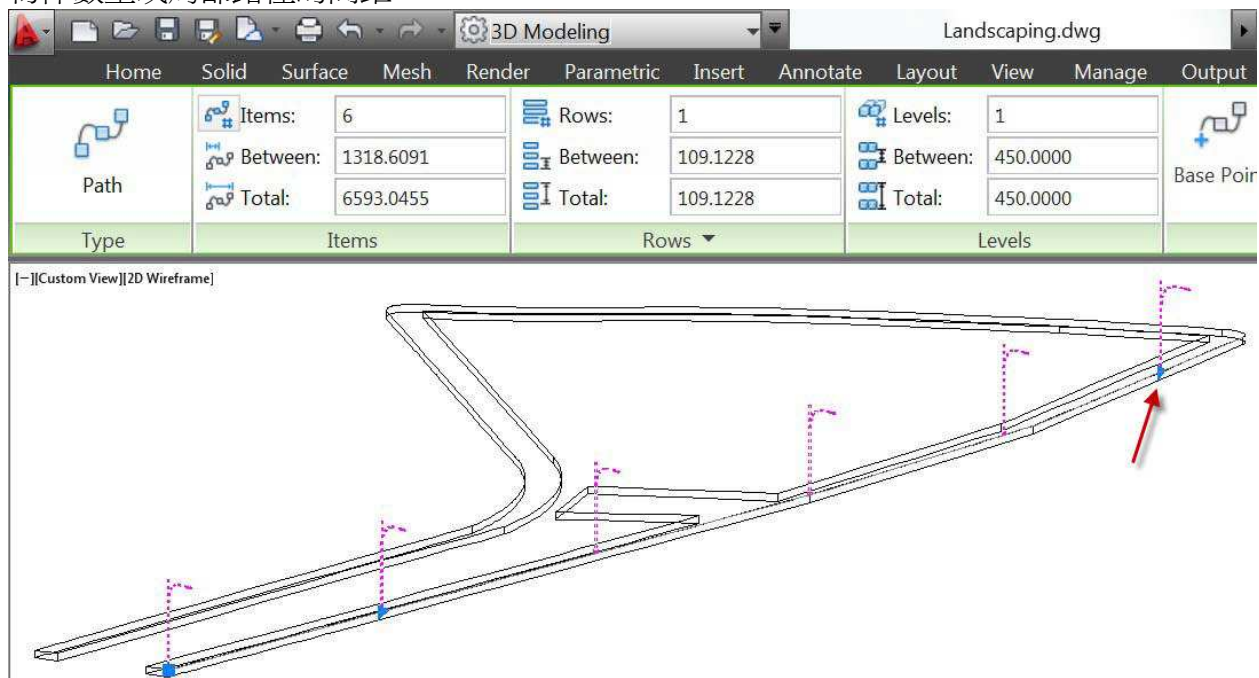 3D Modeling
Landscaping.dwg
Home Solid Surface Mesh Render Parametric Insert Annotate Layout View Manage Output
Items: 6 Rows: 1 Levels: 1
Between: 1318.6091 Between: 109.1228 Between: 450.0000
Path Base Poin
Total: 6593.0455 Total: 109.1228 Total: 450.0000
Type Items Rows Levels
[−][Custom View][2D Wireframe]